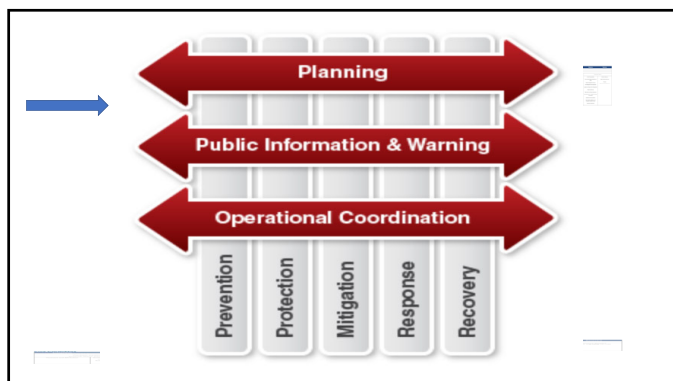 Planning
Public Information & Warning
Operational Coordination
Prevention
Protection
Mitigation
Response
Recovery